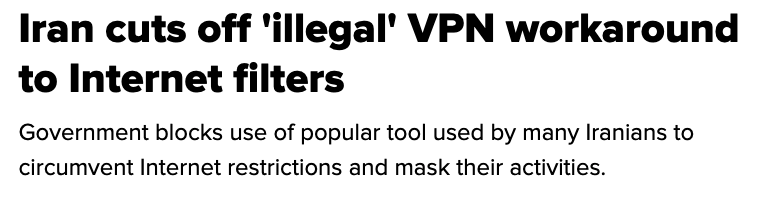 Iran cuts off 'illegal' VPN workaround
to Internet filters
Government blocks use of popular tool used by many Iranians to
circumvent Internet restrictions and mask their activities.